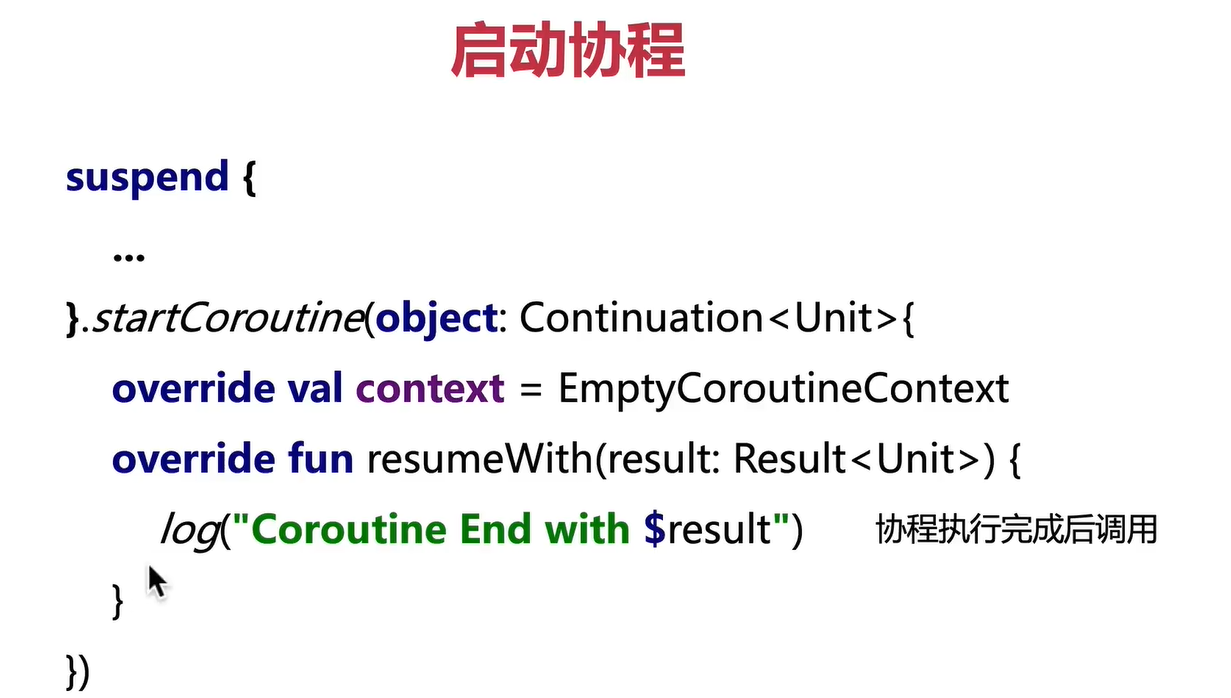 启动协程
suspend {
...
}.startCoroutine(object: Continuation<Unit>{
override val context = EmptyCoroutineContext
override fun resumeWith(result: Result<Unit>) {
log("Coroutine End with $result") 协程执行完成后调用
}
})